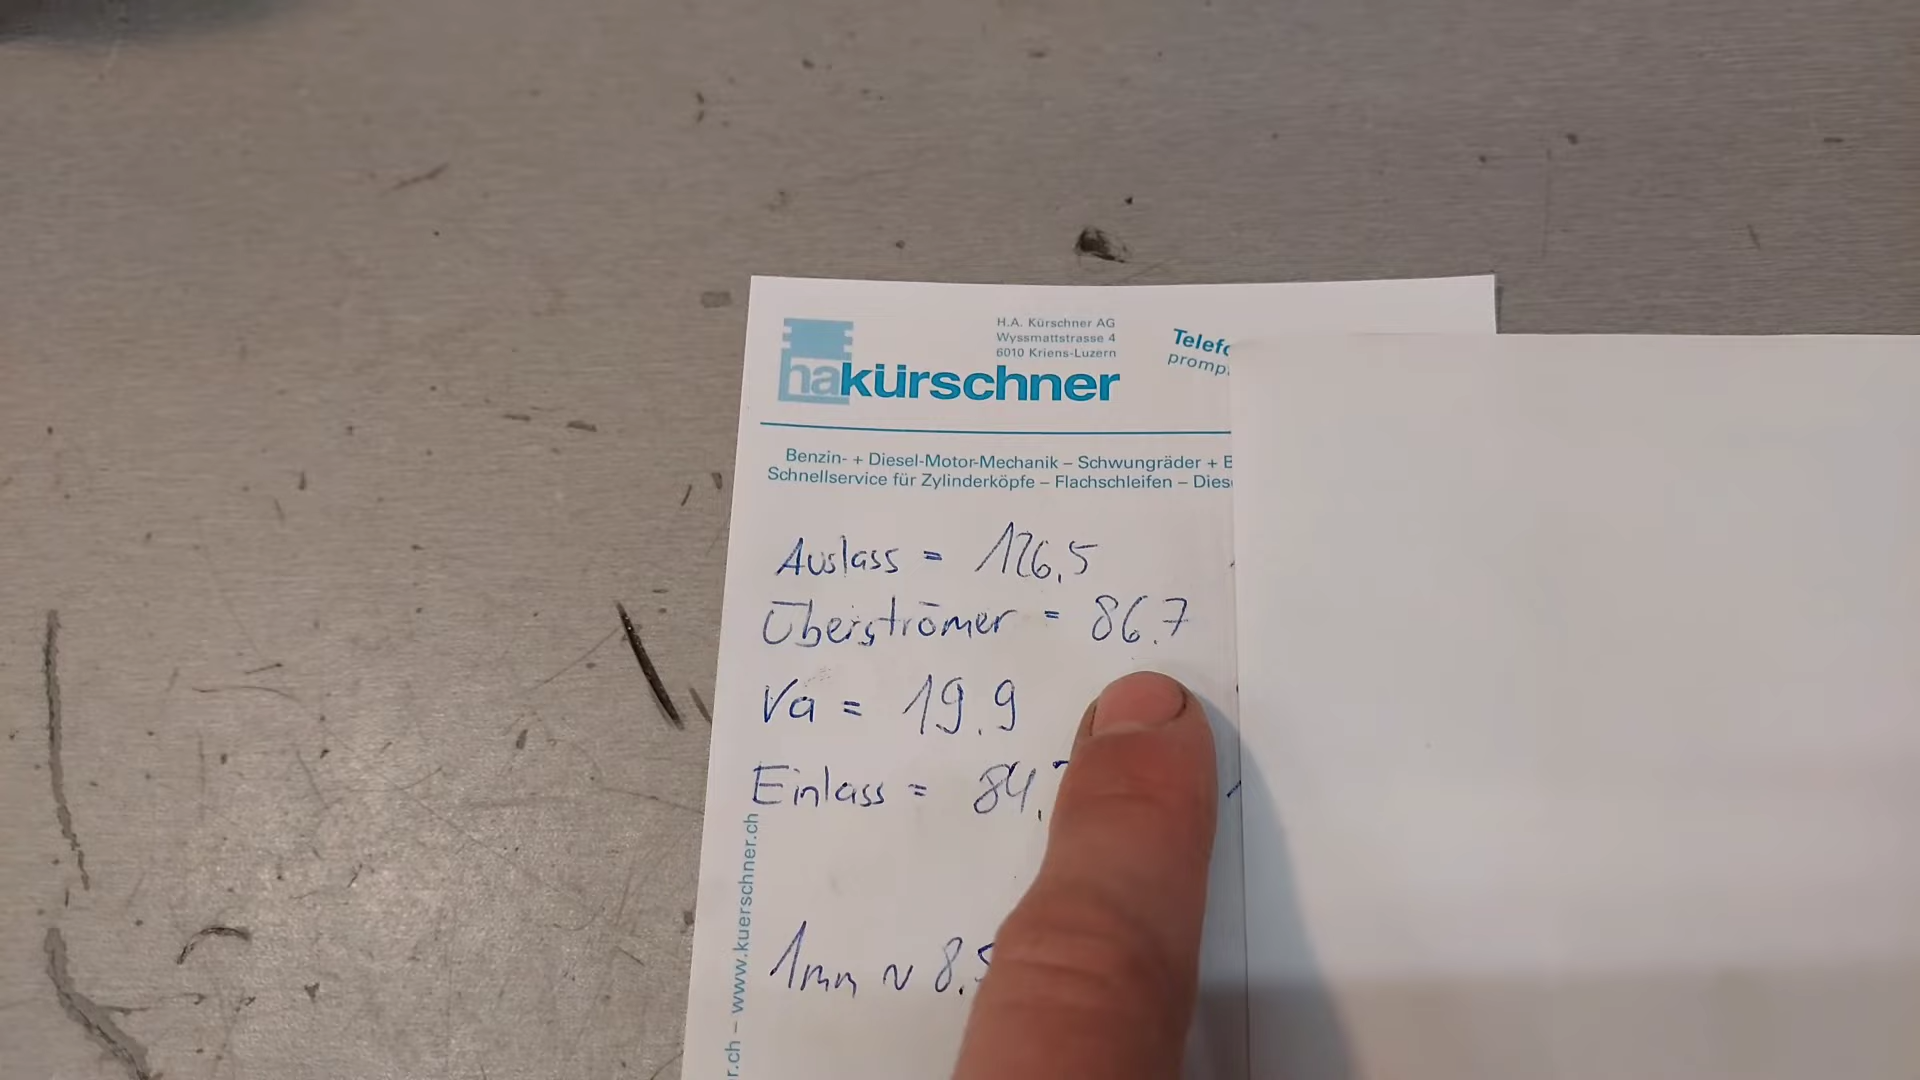 H.A. Kürschner AG
Wyssmattstrasse 4
6010 Kriens-Luzern
hakürschner
Benzin- + Diesel-Motor-Mechanik – Schwungräder +
Schnellservice für Zylinderköpfe – Flachschleifen –
Auslass = 126.5
Überströmer = 86.7
Va = 19.9
Einlass = 84.
1mm ~ 8.5
www.kuerschner.ch